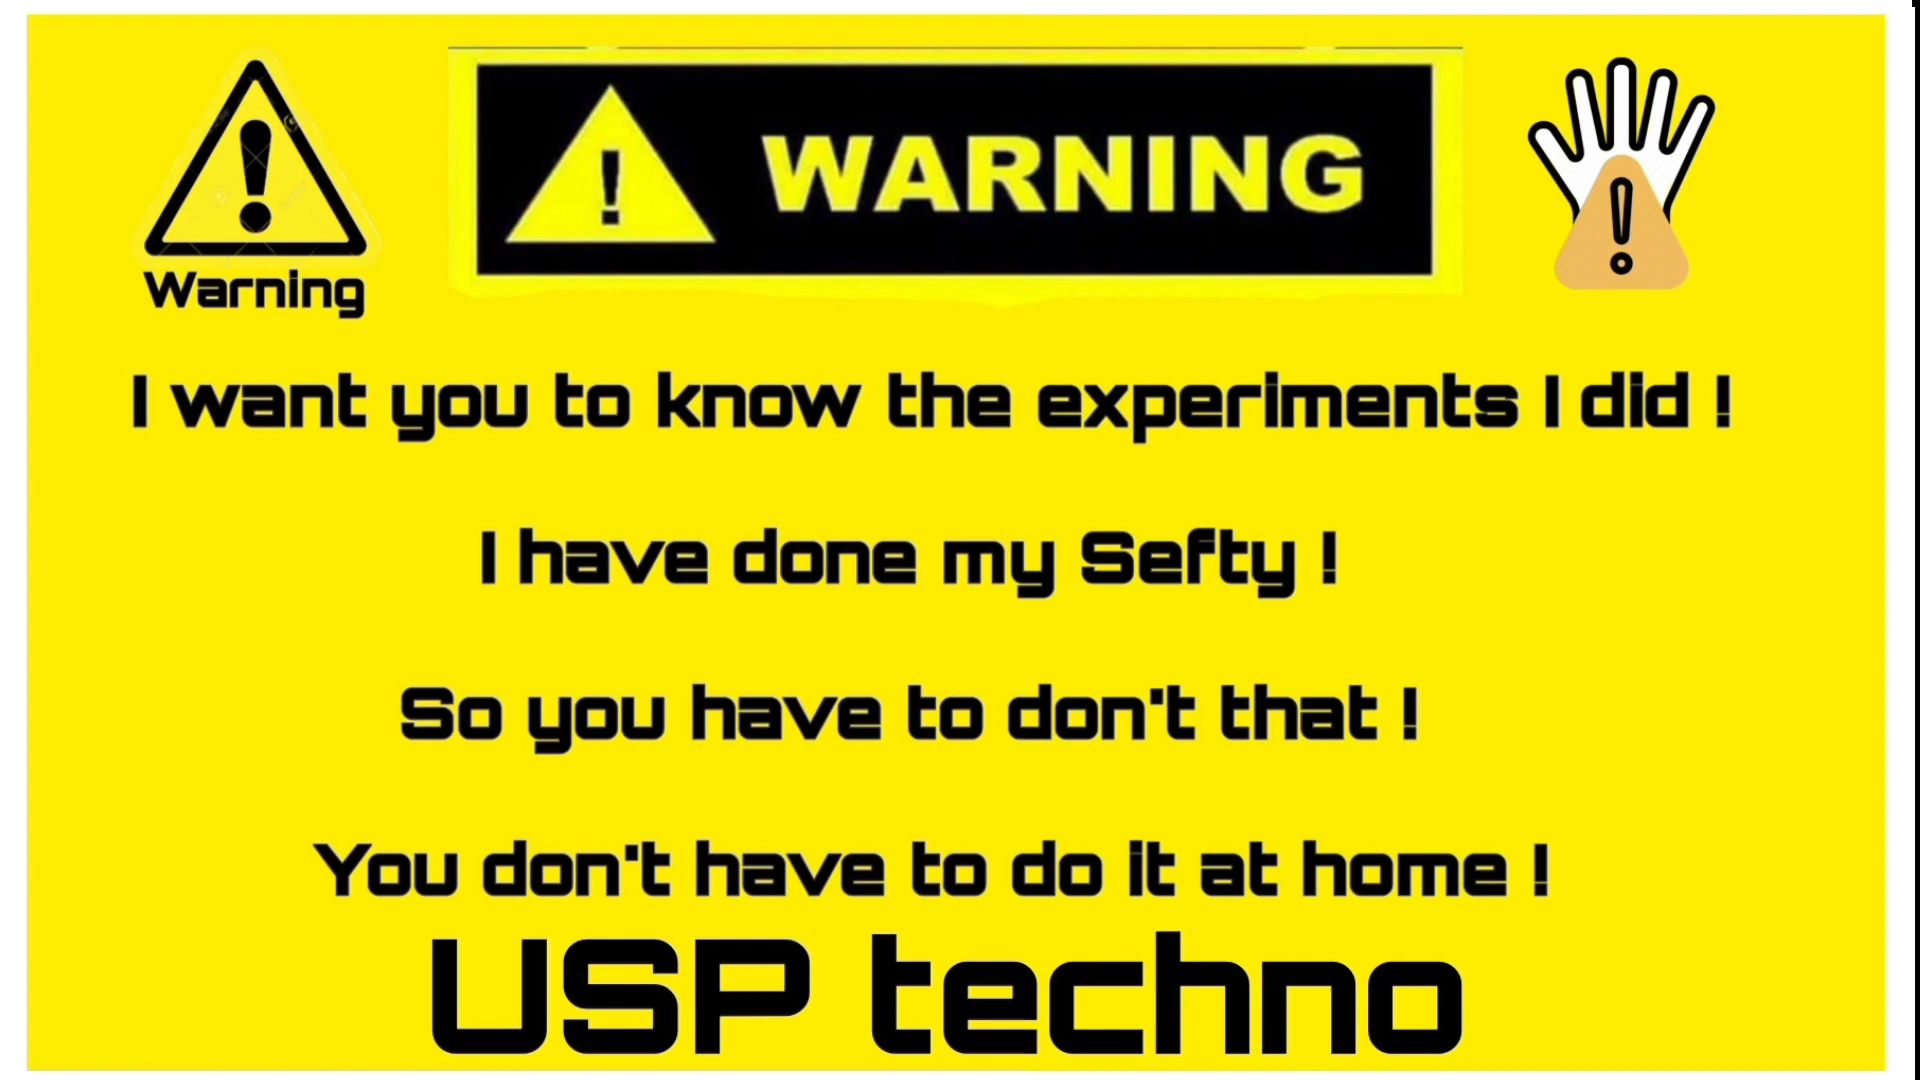 WARNING
Warning
I want you to know the experiments I did !
I have done my Sefty !
So you have to don't that !
You don't have to do it at home !
USP techno